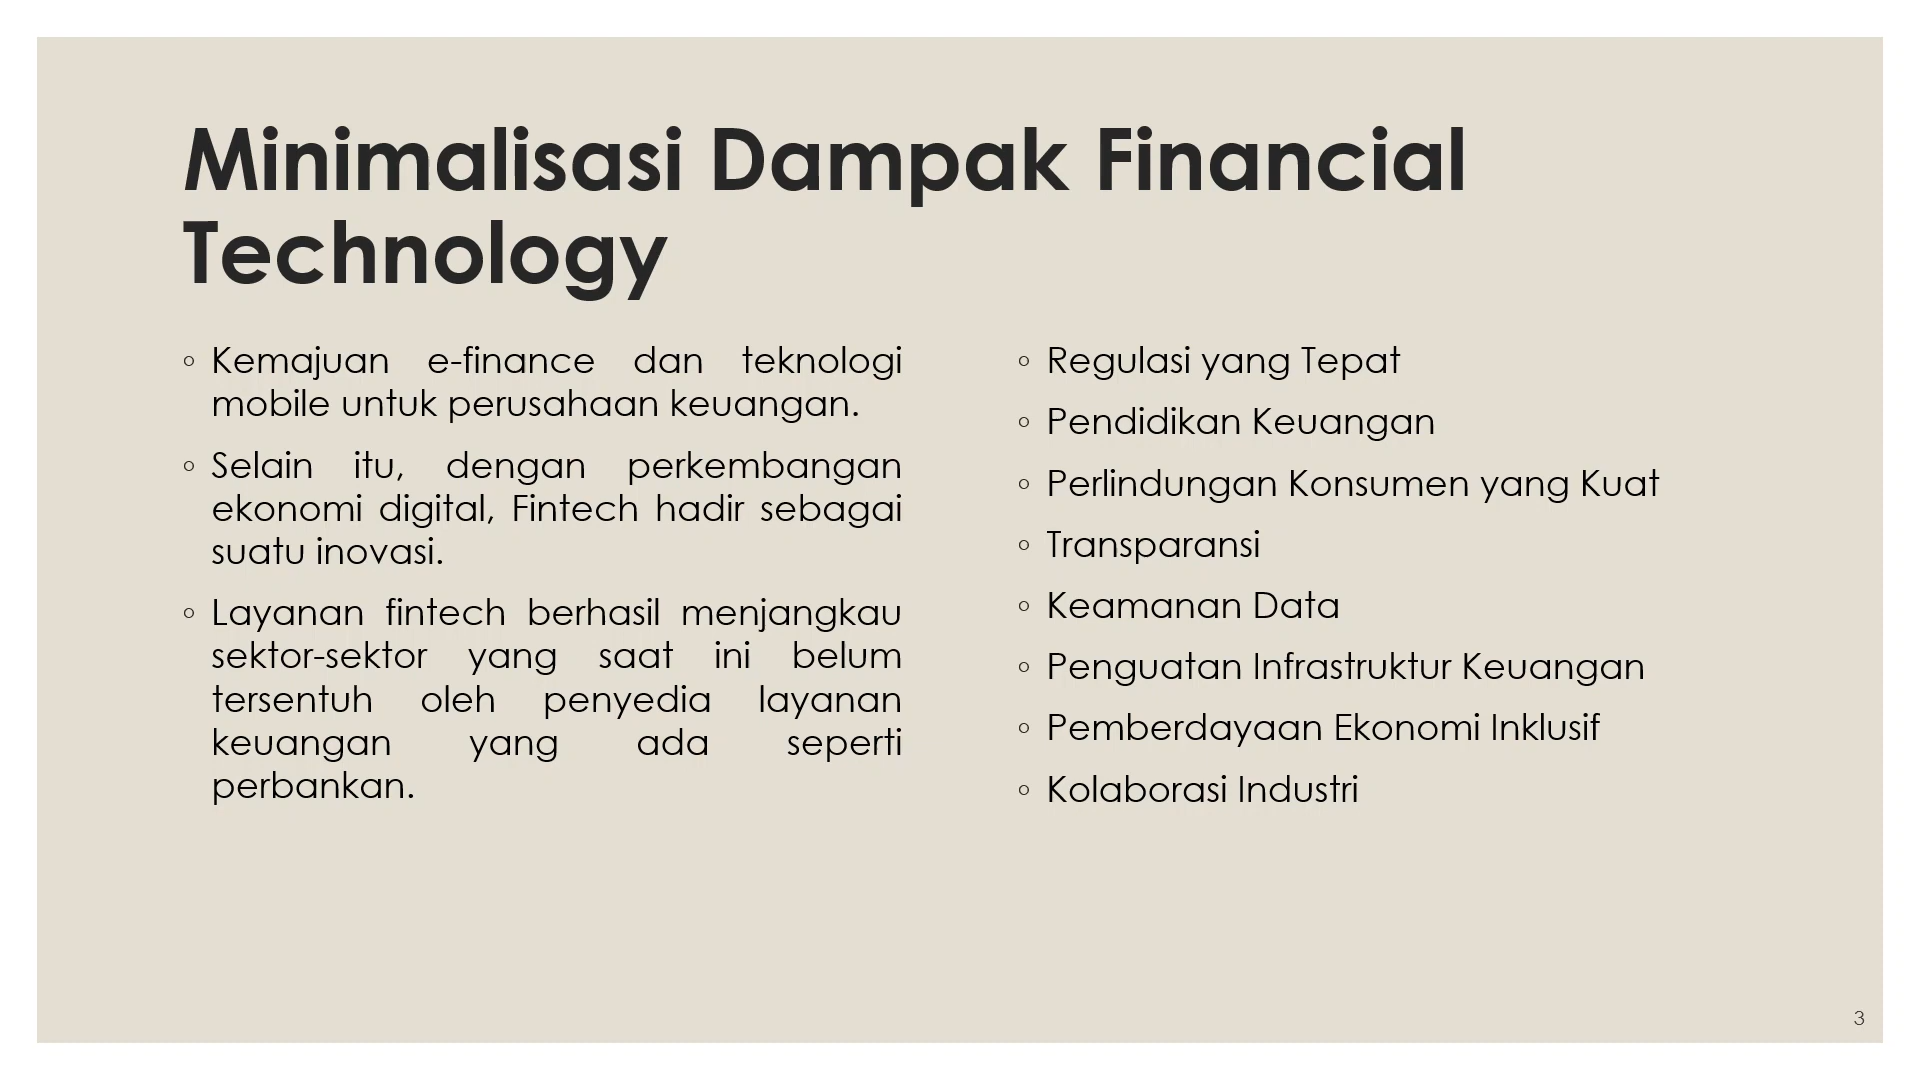 Minimalisasi Dampak Financial
Technology
◦ Kemajuan e-finance dan teknologi
mobile untuk perusahaan keuangan.
◦ Selain itu, dengan perkembangan
ekonomi digital, Fintech hadir sebagai
suatu inovasi.
◦ Layanan fintech berhasil menjangkau
sektor-sektor yang saat ini belum
tersentuh oleh penyedia layanan
keuangan yang ada seperti
perbankan.
◦ Regulasi yang Tepat
◦ Pendidikan Keuangan
◦ Perlindungan Konsumen yang Kuat
◦ Transparansi
◦ Keamanan Data
◦ Penguatan Infrastruktur Keuangan
◦ Pemberdayaan Ekonomi Inklusif
◦ Kolaborasi Industri
3